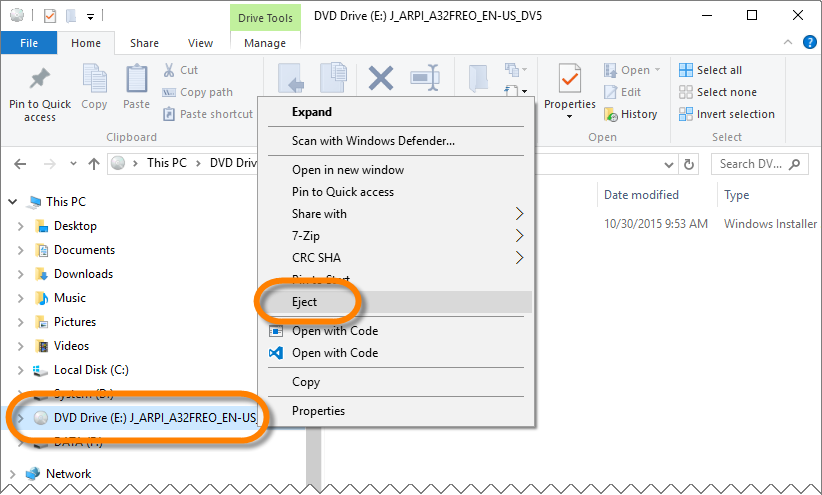 Drive Tools
DVD Drive (E:) J_ARPI_A32FREO_EN-US_DV5
File
Home
Share
View
Manage
Pin to Quick access
Copy
Paste
Cut
Copy path
Paste shortcut
Clipboard
Properties
Open
Edit
History
Open
Select all
Select none
Invert selection
Select
This PC
DVD Driv
Search DV...
Date modified
Type
10/30/2015 9:53 AM
Windows Installer
This PC
Desktop
Documents
Downloads
Music
Pictures
Videos
Local Disk (C:)
System (D:)
DVD Drive (E:) J_ARPI_A32FREO_EN-US_
DATA (F:)
Network
Expand
Scan with Windows Defender...
Open in new window
Pin to Quick access
Share with
7-Zip
CRC SHA
Pin to Start
Eject
Open with Code
Open with Code
Copy
Properties